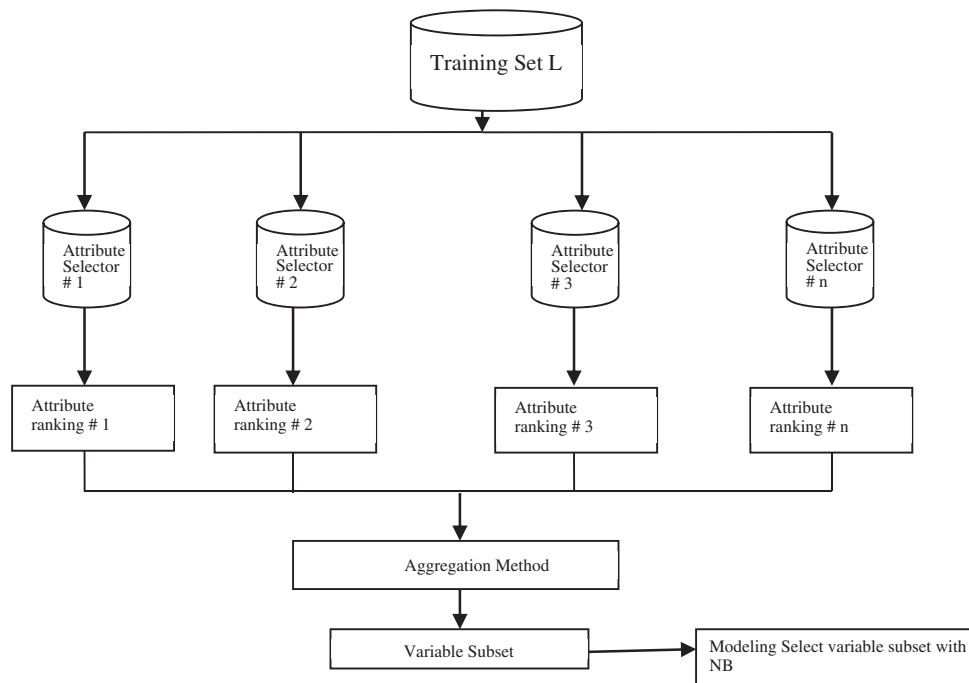 Training Set L
Attribute
Selector
# 1
Attribute
Selector
# 2
Attribute
Selector
# 3
Attribute
Selector
# n
Attribute
ranking # 1
Attribute
ranking # 2
Attribute
ranking # 3
Attribute
ranking # n
Aggregation Method
Variable Subset
Modeling Select variable subset with
NB